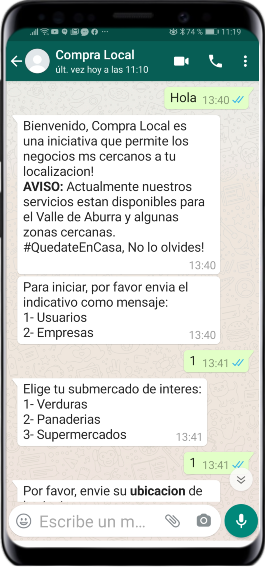 74 % 11:19
Compra Local
últ. vez hoy a las 11:10
Hola 13:40
Bienvenido, Compra Local es
una iniciativa que permite los
negocios ms cercanos a tu
localizacion!
AVISO: Actualmente nuestros
servicios estan disponibles para
el Valle de Aburra y algunas
zonas cercanas.
#QuedateEnCasa, No lo olvides!
13:40
Para iniciar, por favor envia el
indicativo como mensaje:
1- Usuarios
2- Empresas
13:40
1 13:41
Elige tu submercado de interes:
1- Verduras
2- Panaderias
3- Supermercados
13:41
1 13:41
Por favor, envie su ubicacion de
Escribe un m...